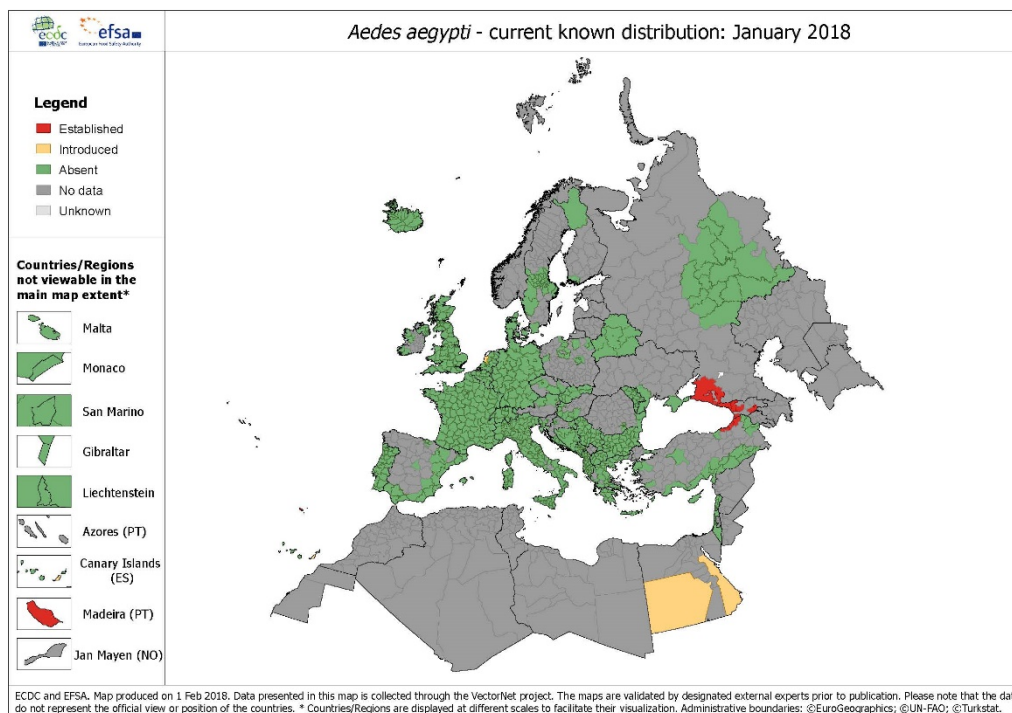 ecdc
efsa
European Food Safety Authority
Aedes aegypti - current known distribution: January 2018
Legend
Established
Introduced
Absent
No data
Unknown
Countries/Regions
not viewable in the
main map extent*
Malta
Monaco
San Marino
Gibraltar
Liechtenstein
Azores (PT)
Canary Islands
(ES)
Madeira (PT)
Jan Mayen (NO)
ECDC and EFSA. Map produced on 1 Feb 2018. Data presented in this map is collected through the VectorNet project. The maps are validated by designated external experts prior to publication. Please note that the dat
do not represent the official view or position of the countries. * Countries/Regions are displayed at different scales to facilitate their visualization. Administrative boundaries: ©EuroGeographics; ©UN-FAO; ©Turkstat.